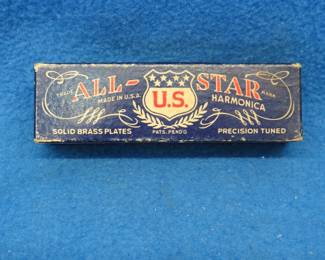 ALL-STAR
TRADE MARK
MADE IN U.S.A. U.S. HARMONICA
SOLID BRASS PLATES PATS. PEND'G PRECISION TUNED